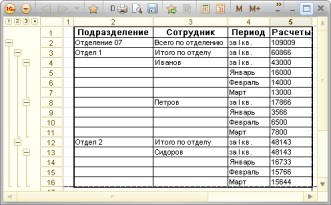 M M+
1 2 3 4 5
1 Подразделение Сотрудник Период Расчеты
2 Отделение 07 Всего по отделению за I кв. 109009
3 Отдел 1 Итого по отделу за I кв. 60866
4 Иванов за I кв. 43000
5 Январь 16000
6 Февраль 14000
7 Март 13000
8 Петров за I кв. 17866
9 Январь 3566
10 Февраль 6500
11 Март 7800
12 Отдел 2 Итого по отделу за I кв. 48143
13 Сидоров за I кв. 48143
14 Январь 16733
15 Февраль 15766
16 Март 15644